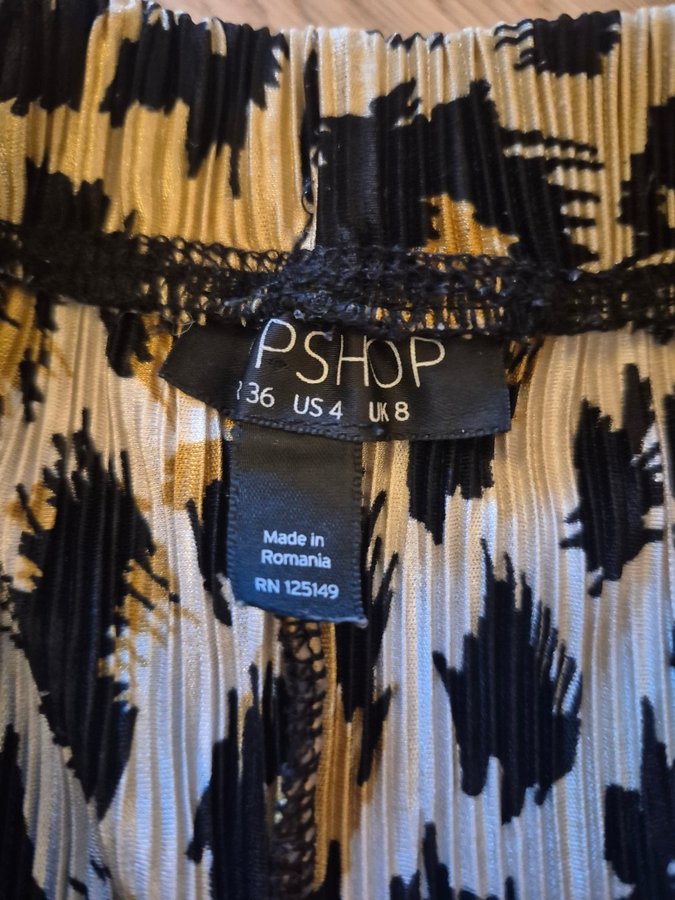 PSHOP
36 US 4 UK 8
Made in
Romania
RN 125149